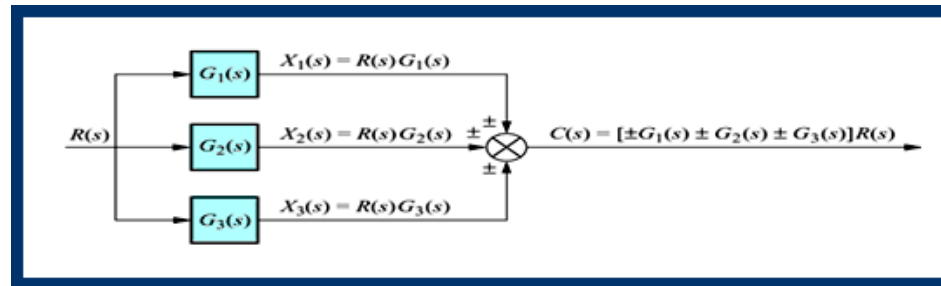 G₁(s) X₁(s) = R(s)G₁(s)
±
R(s) G₂(s) X₂(s) = R(s)G₂(s) ± C(s) = [±G₁(s) ± G₂(s) ± G₃(s)]R(s)
±
G₃(s) X₃(s) = R(s)G₃(s)